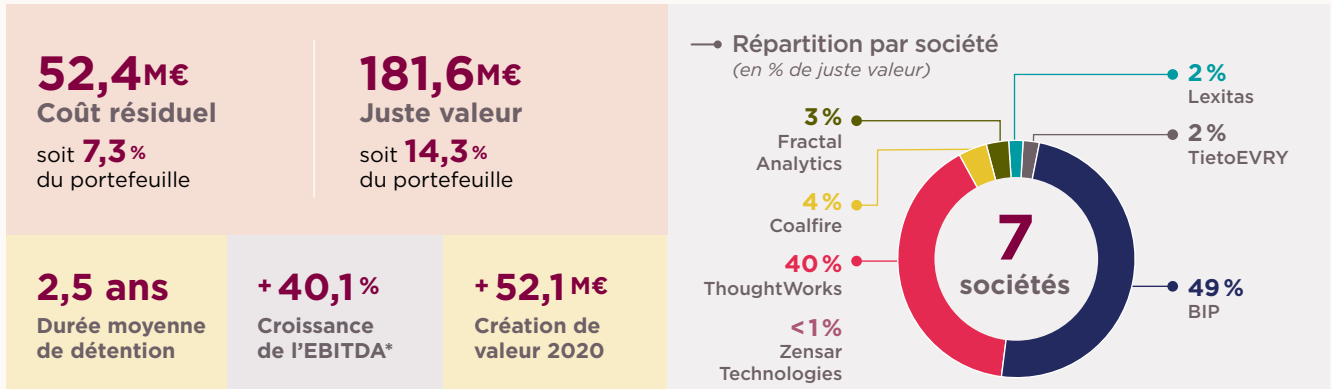 52,4M€
Coût résiduel
soit 7,3 %
du portefeuille
181,6M€
Juste valeur
soit 14,3 %
du portefeuille
2,5 ans
Durée moyenne
de détention
+ 40,1 %
Croissance
de l’EBITDA*
+ 52,1 M€
Création de
valeur 2020
Répartition par société
(en % de juste valeur)
3 %
Fractal
Analytics
4 %
Coalfire
40 %
ThoughtWorks
<1 %
Zensar
Technologies
7
sociétés
2 %
Lexitas
2 %
TietoEVRY
49 %
BIP